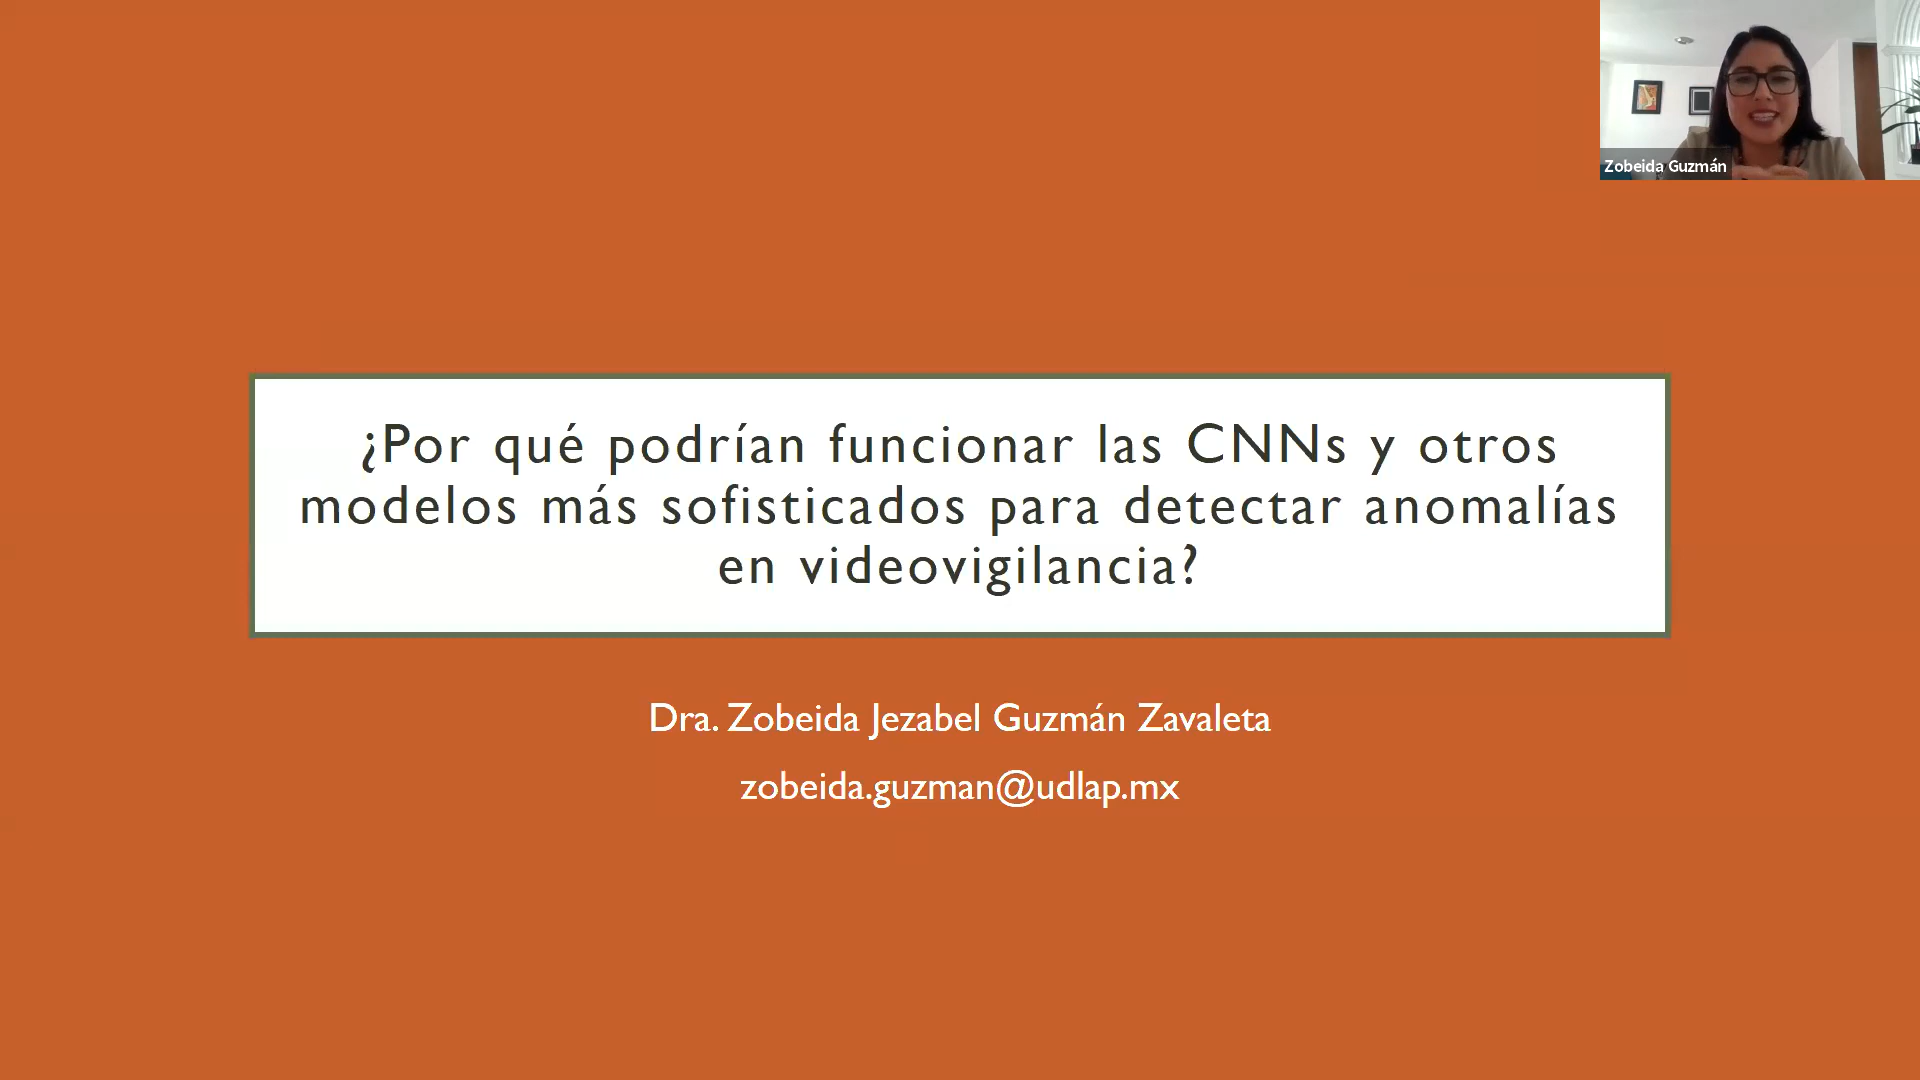 Zobeida Guzmán
¿Por qué podrían funcionar las CNNs y otros
modelos más sofisticados para detectar anomalías
en videovigilancia?
Dra. Zobeida Jezabel Guzmán Zavaleta
zobeida.guzman@udlap.mx